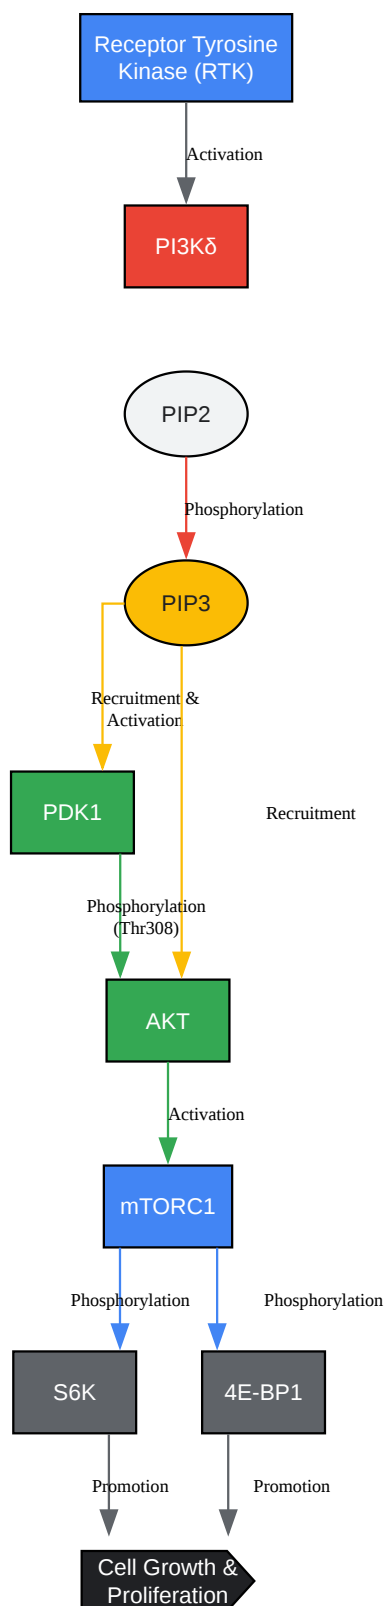 Receptor Tyrosine
Kinase (RTK)
Activation
PI3Kδ
PIP2
Phosphorylation
PIP3
Recruitment &
Activation
PDK1
Recruitment
Phosphorylation
(Thr308)
AKT
Activation
mTORC1
Phosphorylation
Phosphorylation
S6K
4E-BP1
Promotion
Promotion
Cell Growth &
Proliferation